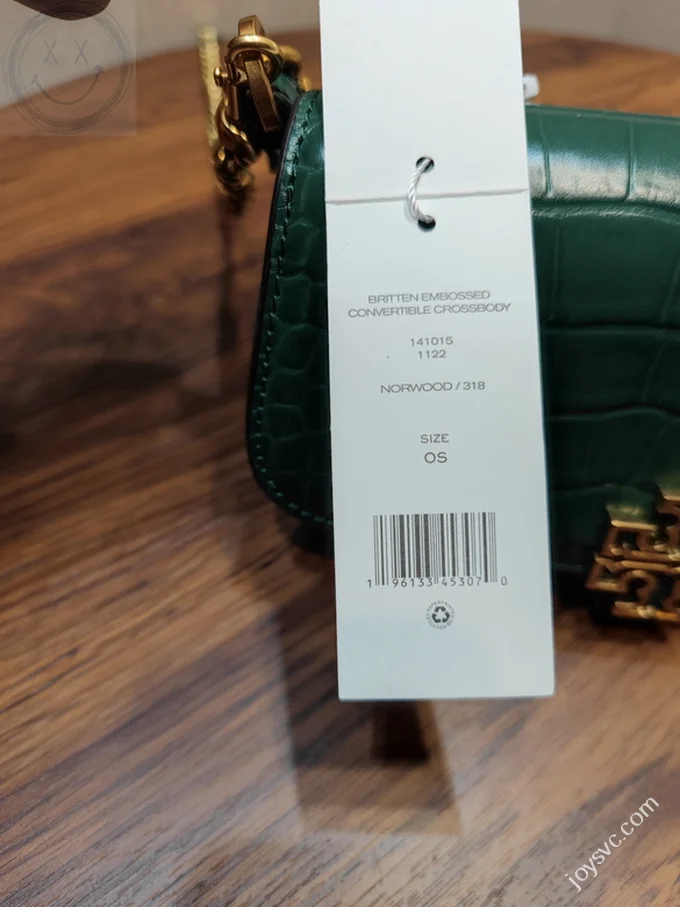 BRITTEN EMBOSSED
CONVERTIBLE CROSSBODY
141015
1122
NORWOOD / 318
SIZE
OS
1 96133 45307 0
joysvc.com